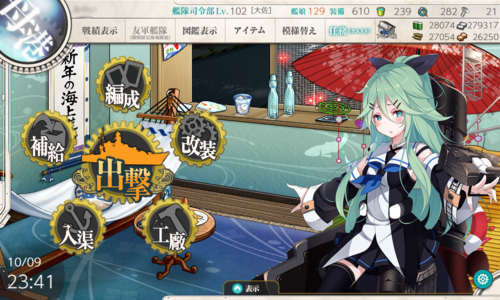 母港
艦隊司令部Lv.102 [大佐]
艦娘 129 装備 610 239 282
戦績表示
友軍艦隊
図鑑表示
アイテム
模様替え
任務
28074 279317
27054 26250
新年の海上
編成
補給
出撃
改装
入渠
工廠
10/09
23:41
表示